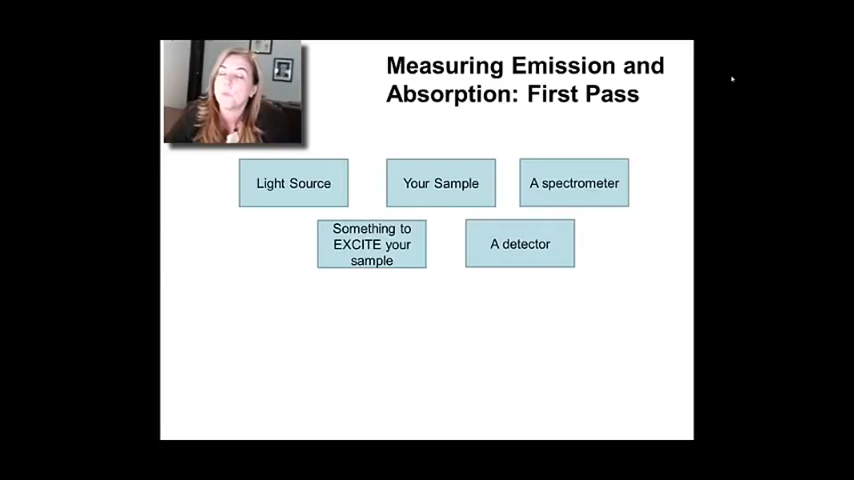 Measuring Emission and
Absorption: First Pass
Light Source
Your Sample
A spectrometer
Something to
EXCITE your
sample
A detector